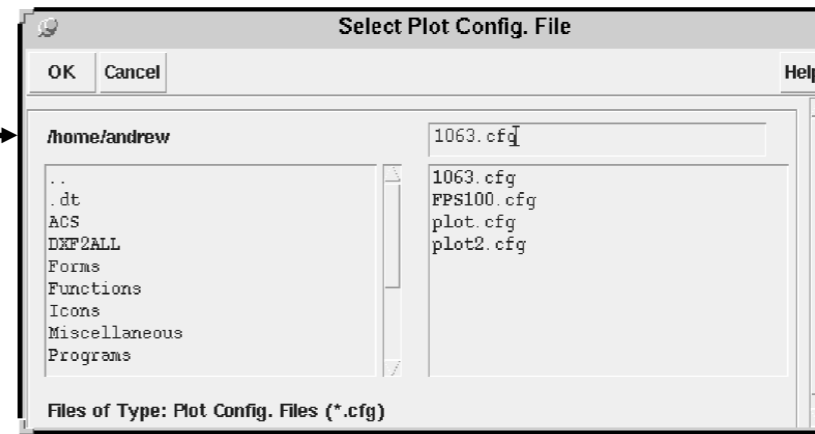 Select Plot Config. File
OK Cancel Help
/home/andrew
1063.cfg
..
.dt
ACS
DXF2ALL
Forms
Functions
Icons
Miscellaneous
Programs
1063.cfg
FPS100.cfg
plot.cfg
plot2.cfg
Files of Type: Plot Config. Files (*.cfg)